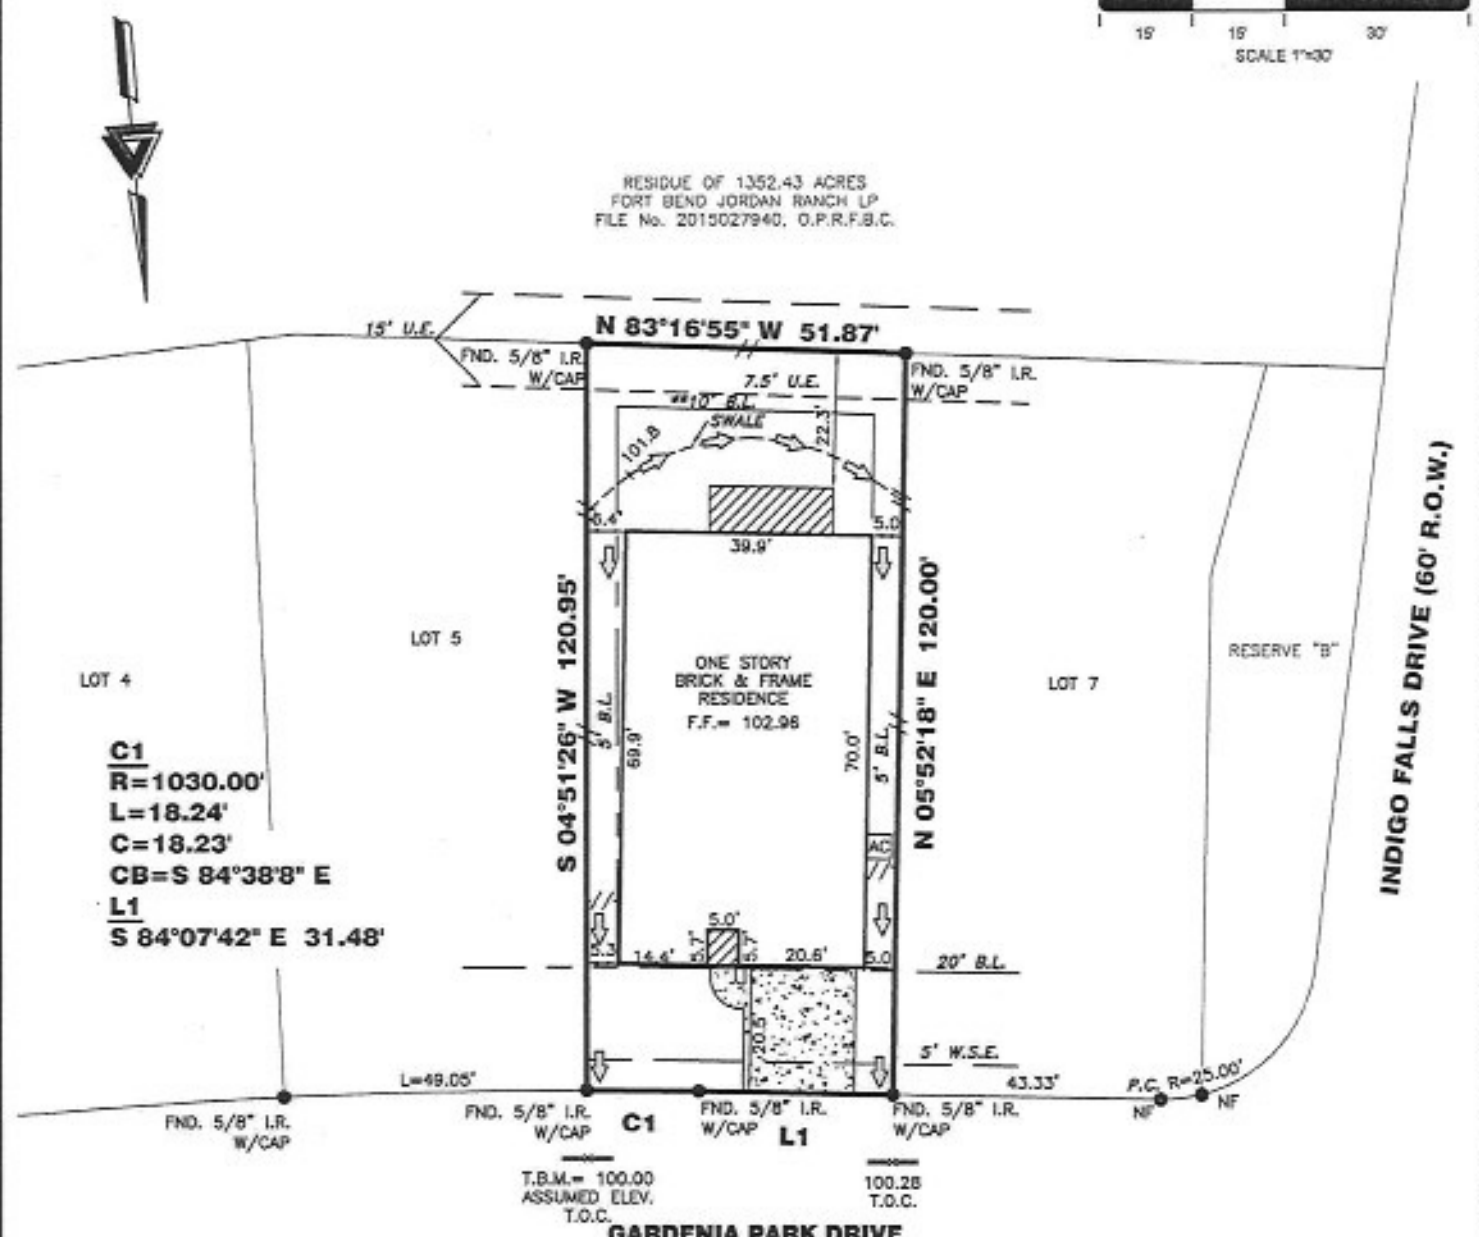 15' 15' 30'
SCALE 1"=30'
RESIDUE OF 1352.43 ACRES
FORT BEND JORDAN RANCH LP
FILE No. 2015027940, O.P.R.F.B.C.
15' U.E.
N 83°16'55" W 51.87'
FND. 5/8" I.R.
W/CAP
FND. 5/8" I.R.
W/CAP
7.5' U.E.
**10' B.L.
SWALE
101.8
22.3'
5.0
39.9'
S 04°51'26" W 120.95'
5' B.L.
69.9'
ONE STORY
BRICK & FRAME
RESIDENCE
F.F.= 102.96
70.0'
5' B.L.
N 05°52'18" E 120.00'
AC
LOT 4
LOT 5
LOT 7
RESERVE "B"
INDIGO FALLS DRIVE (60' R.O.W.)
C1
R=1030.00'
L=18.24'
C=18.23'
CB=S 84°38'8" E
L1
S 84°07'42" E 31.48'
5.0'
5.3
14.4'
5.7'
5.7'
20.6'
5.0
20' B.L.
20.5'
5' W.S.E.
L=49.05'
43.33'
P.C. R=25.00'
NF
NF
FND. 5/8" I.R.
W/CAP
FND. 5/8" I.R.
W/CAP
C1
FND. 5/8" I.R.
W/CAP
L1
FND. 5/8" I.R.
W/CAP
T.B.M.= 100.00
ASSUMED ELEV.
T.O.C.
100.28
T.O.C.
GARDENIA PARK DRIVE